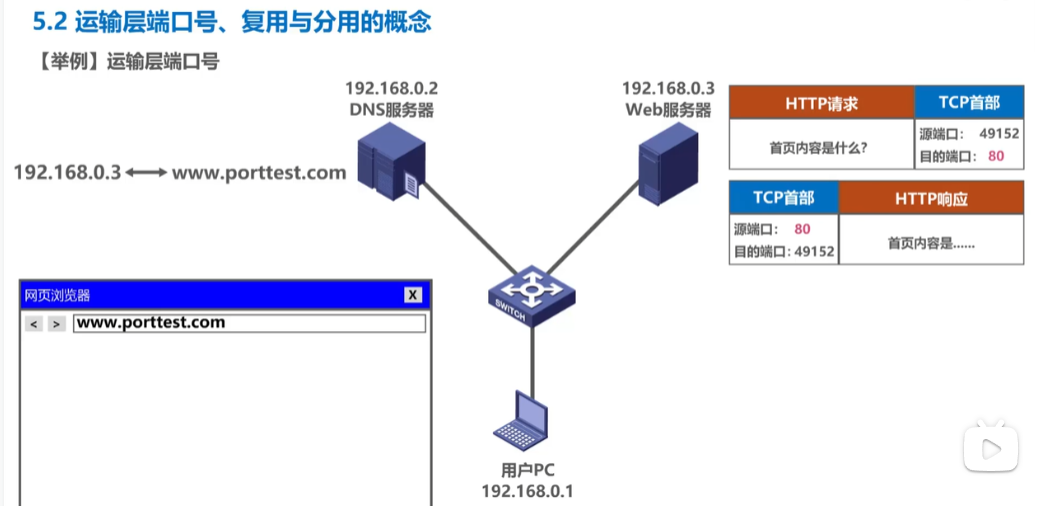 5.2 运输层端口号、复用与分用的概念
【举例】运输层端口号
192.168.0.2
DNS服务器
192.168.0.3
Web服务器
192.168.0.3 www.porttest.com
HTTP请求 TCP首部
首页内容是什么?
源端口: 49152
目的端口: 80
TCP首部 HTTP响应
源端口: 80
目的端口: 49152
首页内容是......
网页浏览器 X
< > www.porttest.com
SWITCH
用户PC
192.168.0.1